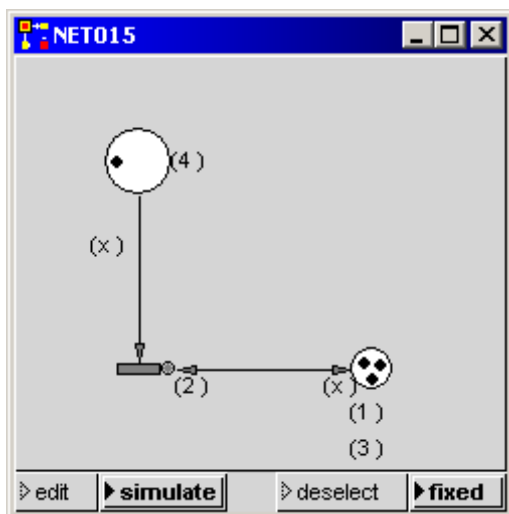 NET015
(4 )
(x )
(2 )
(x )
(1 )
(3 )
edit simulate deselect fixed